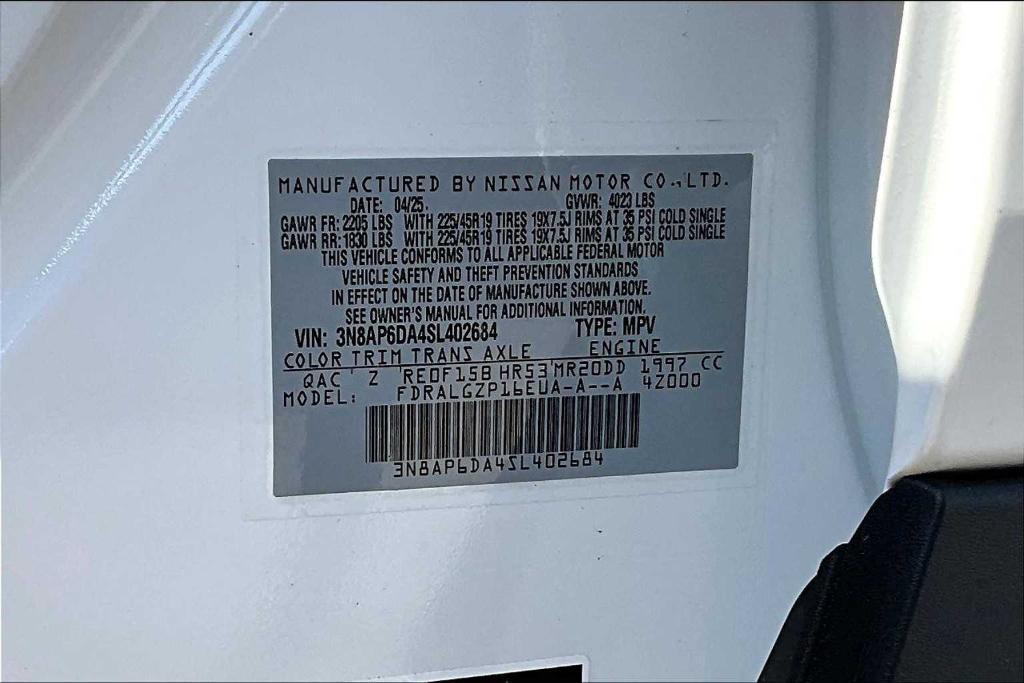 MANUFACTURED BY NISSAN MOTOR CO.,LTD.
DATE: 04/25. GVWR: 4023 LBS
GAWR FR: 2205 LBS WITH 225/45R19 TIRES 19X7.5J RIMS AT 35 PSI COLD SINGLE
GAWR RR: 1830 LBS WITH 225/45R19 TIRES 19X7.5J RIMS AT 35 PSI COLD SINGLE
THIS VEHICLE CONFORMS TO ALL APPLICABLE FEDERAL MOTOR
VEHICLE SAFETY AND THEFT PREVENTION STANDARDS
IN EFFECT ON THE DATE OF MANUFACTURE SHOWN ABOVE.
SEE OWNER'S MANUAL FOR ADDITIONAL INFORMATION.
VIN: 3N8AP6DA4SL402684 TYPE: MPV
COLOR TRIM TRANS AXLE ENGINE
QAC Z RE0F15B HR53 MR20DD 1997 CC
MODEL: FDRALGZP16EUA-A--A 4Z000
3N8AP6DA4SL402684